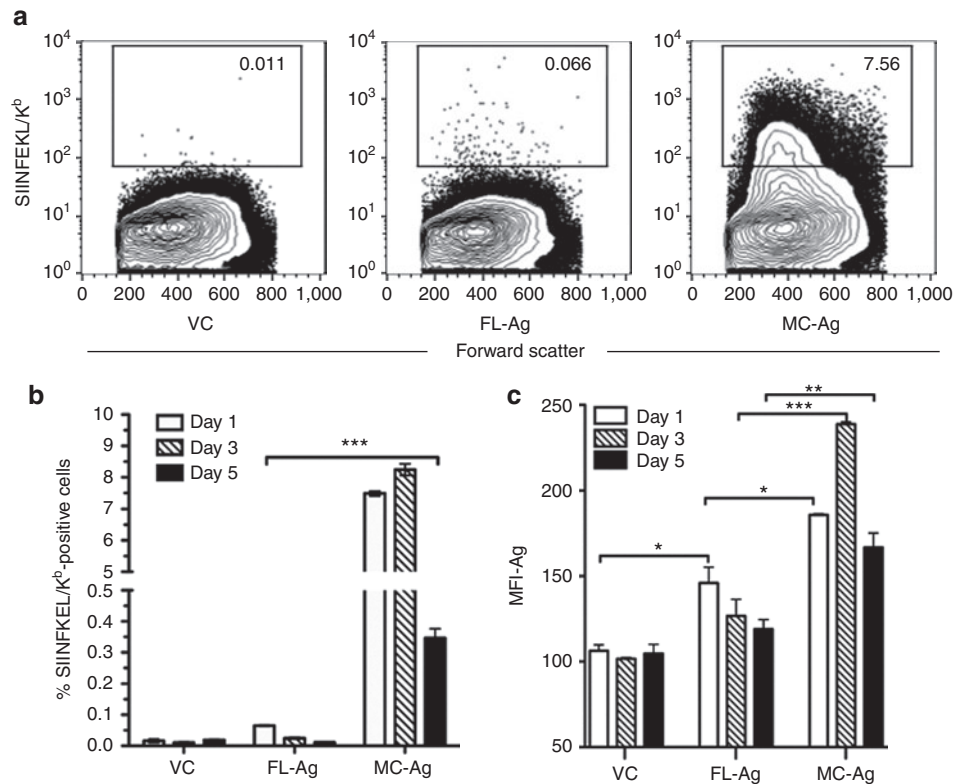 a
SIINFEKL/Kᵇ
10⁴
10³
10²
10¹
10⁰
0.011
0 200 400 600 800 1,000
VC
10⁴
10³
10²
10¹
10⁰
0.066
0 200 400 600 800 1,000
FL-Ag
10⁴
10³
10²
10¹
10⁰
7.56
0 200 400 600 800 1,000
MC-Ag
Forward scatter
b
% SIINFKEL/Kᵇ-positive cells
10
9
8
7
6
5
0.5
0.4
0.3
0.2
0.1
0.0
Day 1
Day 3
Day 5
***
VC FL-Ag MC-Ag
c
MFI-Ag
250
200
150
100
50
Day 1
Day 3
Day 5
**
***
*
*
VC FL-Ag MC-Ag